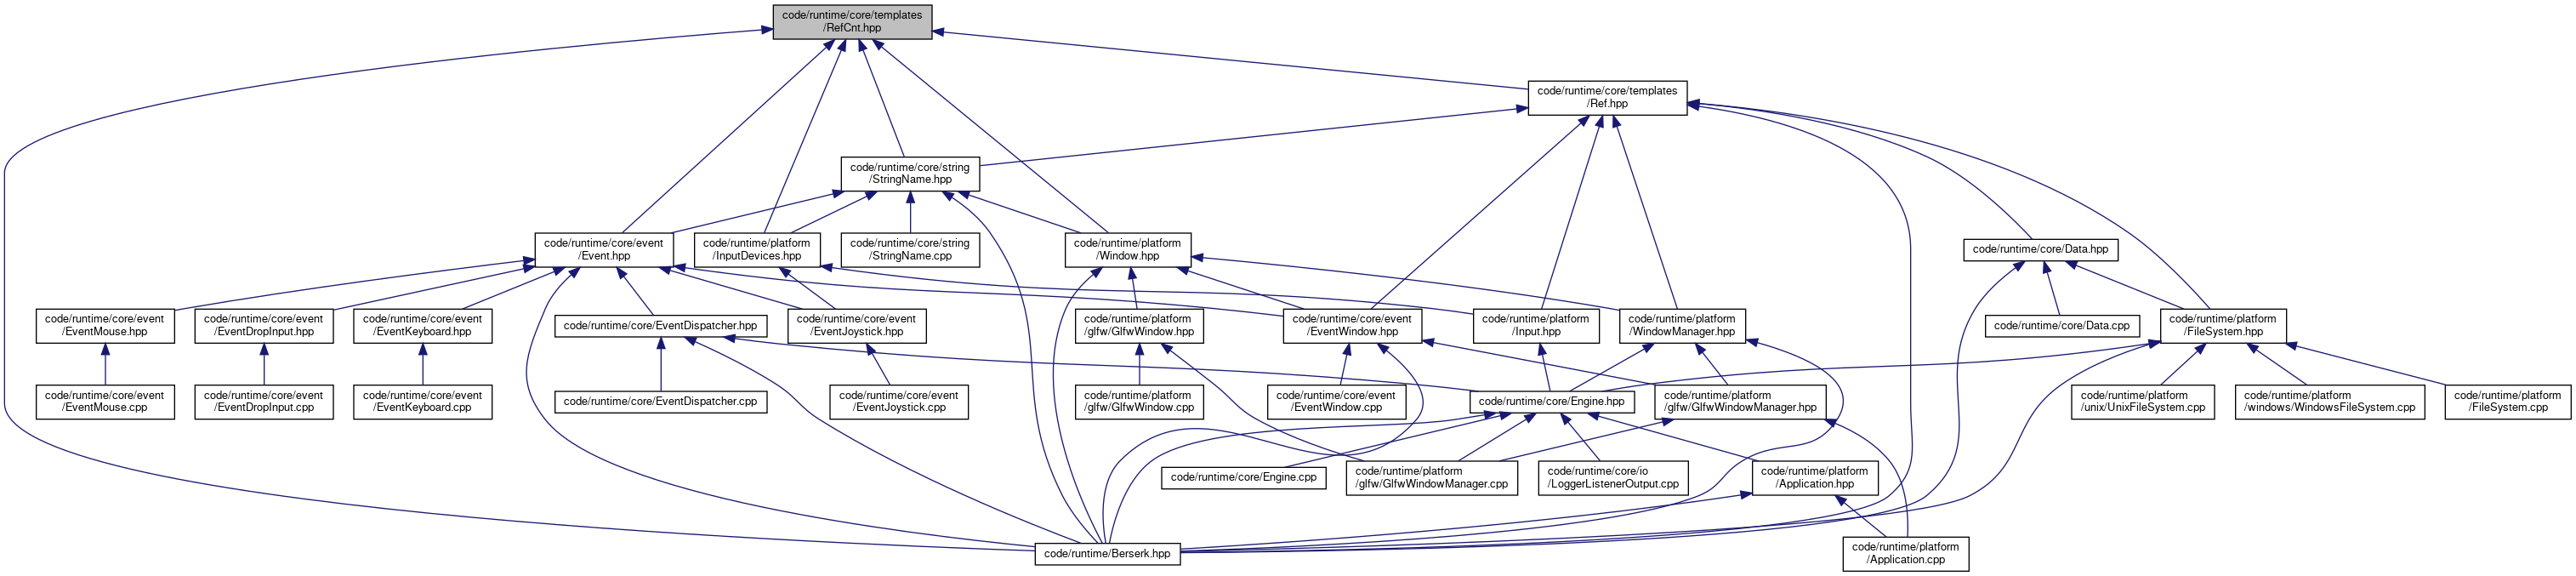 code/runtime/core/templates
/RefCnt.hpp
code/runtime/core/templates
/Ref.hpp
code/runtime/core/string
/StringName.hpp
code/runtime/core/event
/Event.hpp
code/runtime/platform
/InputDevices.hpp
code/runtime/core/string
/StringName.cpp
code/runtime/platform
/Window.hpp
code/runtime/core/Data.hpp
code/runtime/core/event
/EventMouse.hpp
code/runtime/core/event
/EventDropInput.hpp
code/runtime/core/event
/EventKeyboard.hpp
code/runtime/core/EventDispatcher.hpp
code/runtime/core/event
/EventJoystick.hpp
code/runtime/platform
/glfw/GlfwWindow.hpp
code/runtime/core/event
/EventWindow.hpp
code/runtime/platform
/Input.hpp
code/runtime/platform
/WindowManager.hpp
code/runtime/core/Data.cpp
code/runtime/platform
/FileSystem.hpp
code/runtime/core/event
/EventMouse.cpp
code/runtime/core/event
/EventDropInput.cpp
code/runtime/core/event
/EventKeyboard.cpp
code/runtime/core/EventDispatcher.cpp
code/runtime/core/event
/EventJoystick.cpp
code/runtime/platform
/glfw/GlfwWindow.cpp
code/runtime/core/event
/EventWindow.cpp
code/runtime/core/Engine.hpp
code/runtime/platform
/glfw/GlfwWindowManager.hpp
code/runtime/platform
/unix/UnixFileSystem.cpp
code/runtime/platform
/windows/WindowsFileSystem.cpp
code/runtime/platform
/FileSystem.cpp
code/runtime/core/Engine.cpp
code/runtime/platform
/glfw/GlfwWindowManager.cpp
code/runtime/core/io
/LoggerListenerOutput.cpp
code/runtime/platform
/Application.hpp
code/runtime/Berserk.hpp
code/runtime/platform
/Application.cpp